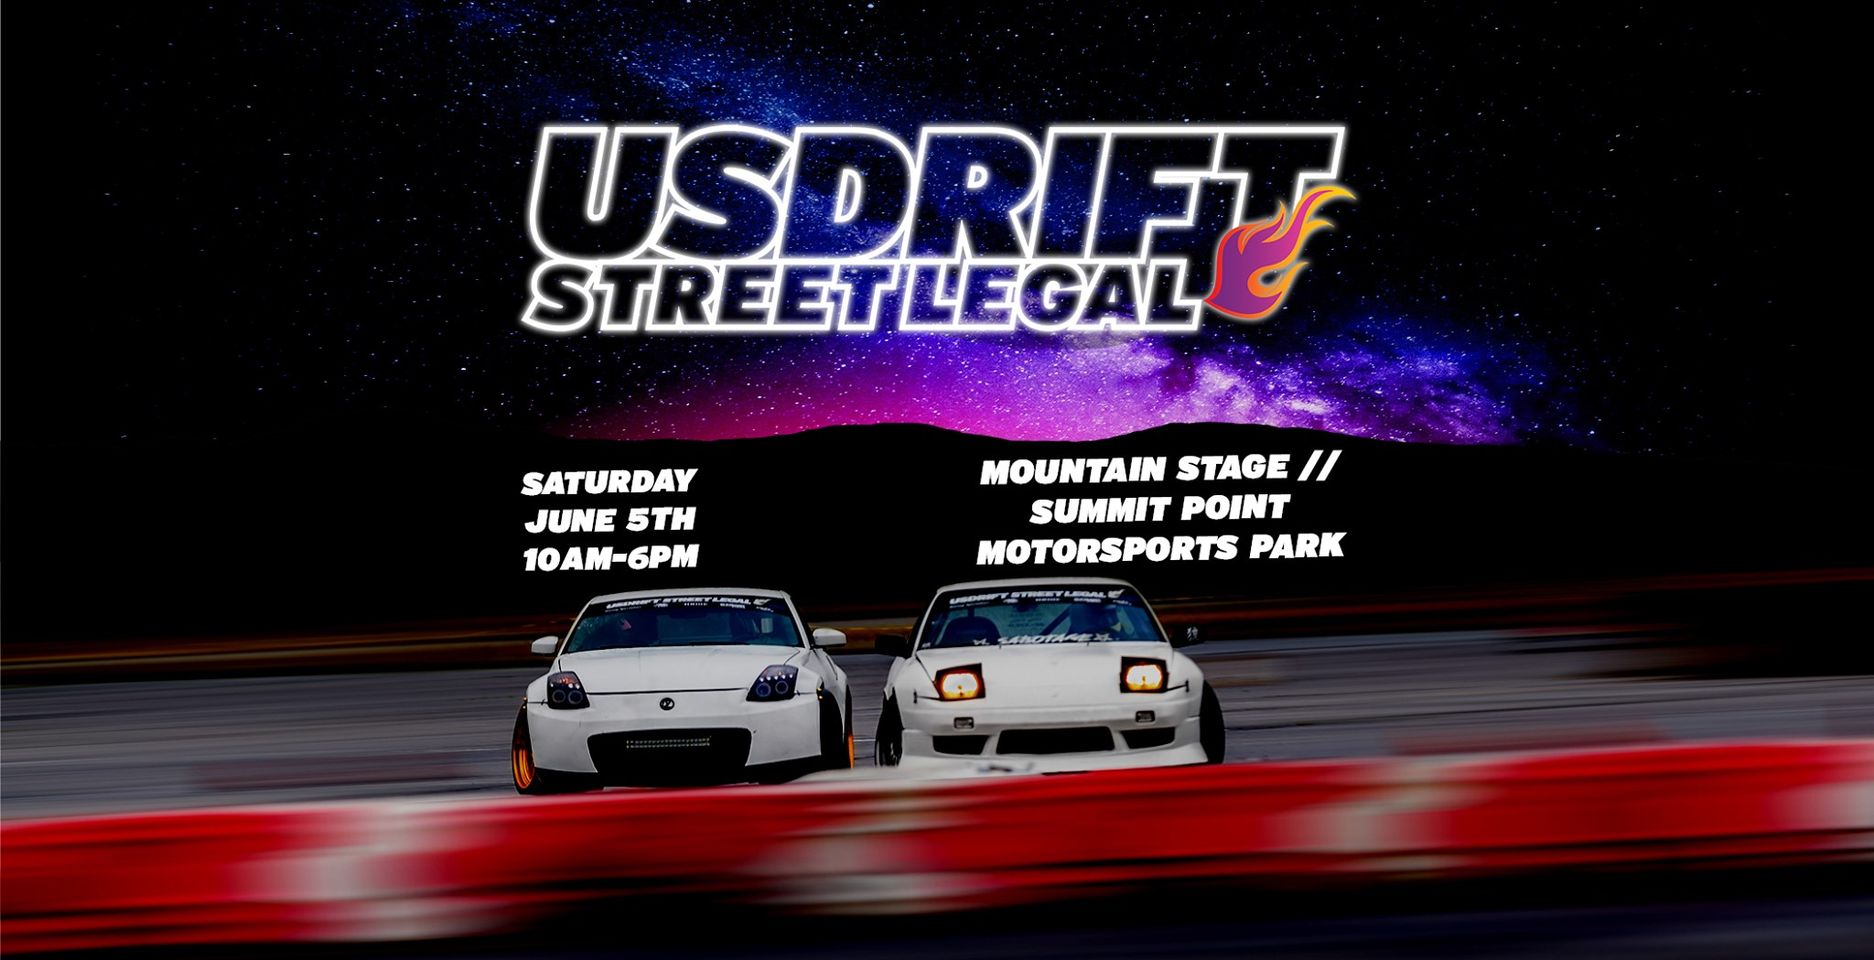 USDRIFT
STREET LEGAL
SATURDAY
JUNE 5TH
10AM-6PM
MOUNTAIN STAGE //
SUMMIT POINT
MOTORSPORTS PARK
USDRIFT STREET LEGAL
USDRIFT STREET LEGAL
SABOTAGE